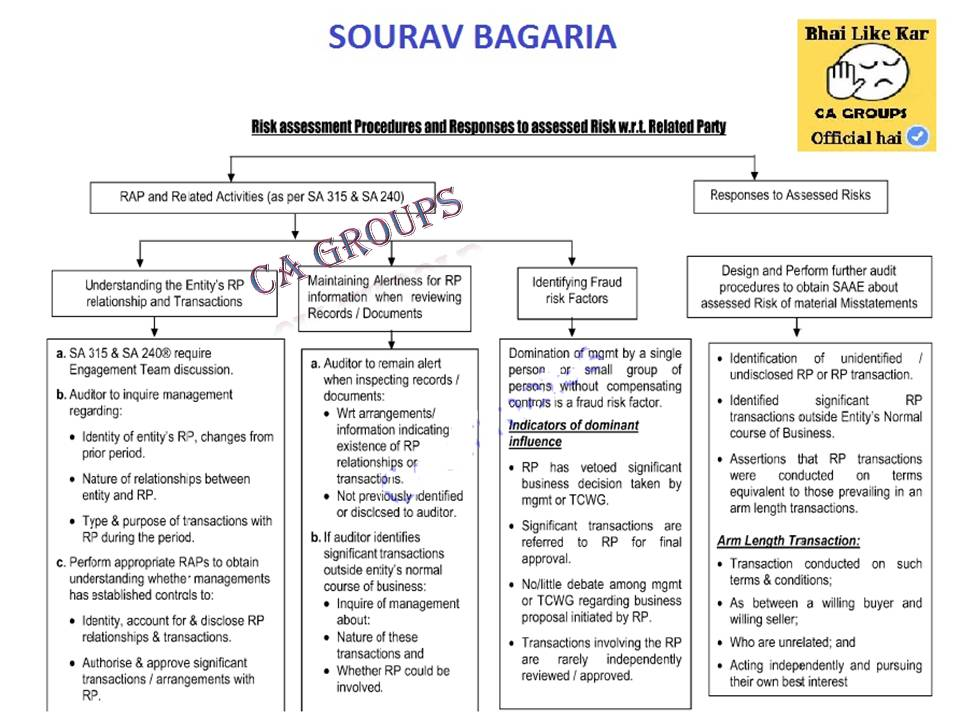 SOURAV BAGARIA
Bhai Like Kar
CA GROUPS
Official hai
Risk assessment Procedures and Responses to assessed Risk w.r.t. Related Party
RAP and Related Activities (as per SA 315 & SA 240)
Responses to Assessed Risks
CA GROUPS
Understanding the Entity's RP
relationship and Transactions
Maintaining Alertness for RP
information when reviewing
Records / Documents
Identifying Fraud
risk Factors
Design and Perform further audit
procedures to obtain SAAE about
assessed Risk of material Misstatements
a. SA 315 & SA 240® require
Engagement Team discussion.
b. Auditor to inquire management
regarding:
• Identity of entity's RP, changes from
prior period.
• Nature of relationships between
entity and RP.
• Type & purpose of transactions with
RP during the period.
c. Perform appropriate RAPs to obtain
understanding whether managements
has established controls to:
• Identity, account for & disclose RP
relationships & transactions.
• Authorise & approve significant
transactions / arrangements with
RP.
a. Auditor to remain alert
when inspecting records /
documents:
• Wrt arrangements/
information indicating
existence of RP
relationships or
transactions.
• Not previously identified
or disclosed to auditor.
b. If auditor identifies
significant transactions
outside entity's normal
course of business:
• Inquire of management
about:
• Nature of these
transactions and
• Whether RP could be
involved.
Domination of mgmt by a single
person or small group of
persons without compensating
controls is a fraud risk factor.
Indicators of dominant
influence
• RP has vetoed significant
business decision taken by
mgmt or TCWG.
• Significant transactions are
referred to RP for final
approval.
• No/little debate among mgmt
or TCWG regarding business
proposal initiated by RP.
• Transactions involving the RP
are rarely independently
reviewed / approved.
• Identification of unidentified /
undisclosed RP or RP transaction.
• Identified significant RP
transactions outside Entity's Normal
course of Business.
• Assertions that RP transactions
were conducted on terms
equivalent to those prevailing in an
arm length transactions.
Arm Length Transaction:
• Transaction conducted on such
terms & conditions;
• As between a willing buyer and
willing seller;
• Who are unrelated; and
• Acting independently and pursuing
their own best interest